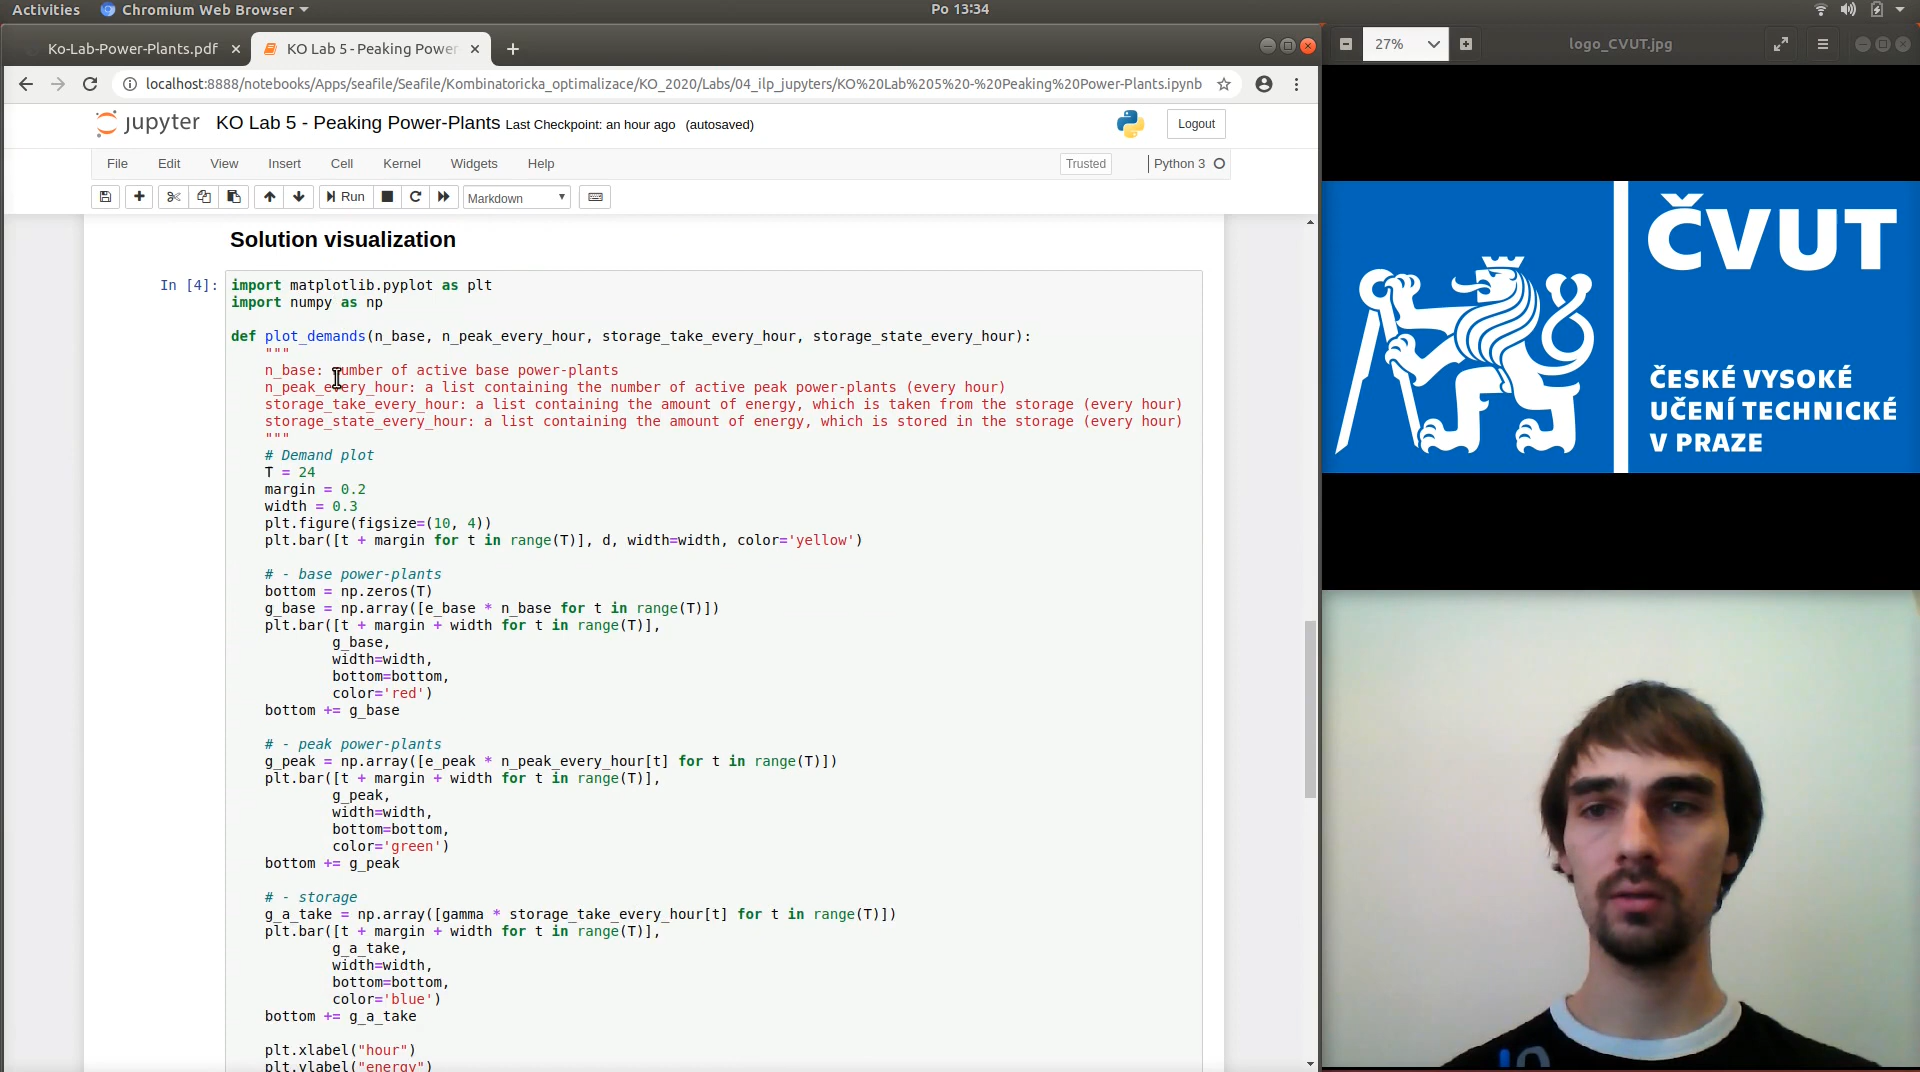 Activities Chromium Web Browser Po 13:34
Ko-Lab-Power-Plants.pdf KO Lab 5 - Peaking Power
27% logo_CVUT.jpg
localhost:8888/notebooks/Apps/seafile/Seafile/Kombinatoricka_optimalizace/KO_2020/Labs/04_ilp_jupyters/KO%20Lab%205%20-%20Peaking%20Power-Plants.ipynb
jupyter KO Lab 5 - Peaking Power-Plants Last Checkpoint: an hour ago (autosaved) Logout
File Edit View Insert Cell Kernel Widgets Help Trusted Python 3
Run Markdown
Solution visualization
In [4]: import matplotlib.pyplot as plt
import numpy as np
def plot_demands(n_base, n_peak_every_hour, storage_take_every_hour, storage_state_every_hour):
"""
n_base: number of active base power-plants
n_peak_every_hour: a list containing the number of active peak power-plants (every hour)
storage_take_every_hour: a list containing the amount of energy, which is taken from the storage (every hour)
storage_state_every_hour: a list containing the amount of energy, which is stored in the storage (every hour)
"""
# Demand plot
T = 24
margin = 0.2
width = 0.3
plt.figure(figsize=(10, 4))
plt.bar([t + margin for t in range(T)], d, width=width, color='yellow')
# - base power-plants
bottom = np.zeros(T)
g_base = np.array([e_base * n_base for t in range(T)])
plt.bar([t + margin + width for t in range(T)],
g_base,
width=width,
bottom=bottom,
color='red')
bottom += g_base
# - peak power-plants
g_peak = np.array([e_peak * n_peak_every_hour[t] for t in range(T)])
plt.bar([t + margin + width for t in range(T)],
g_peak,
width=width,
bottom=bottom,
color='green')
bottom += g_peak
# - storage
g_a_take = np.array([gamma * storage_take_every_hour[t] for t in range(T)])
plt.bar([t + margin + width for t in range(T)],
g_a_take,
width=width,
bottom=bottom,
color='blue')
bottom += g_a_take
plt.xlabel("hour")
plt.ylabel("energy")
ČVUT
ČESKÉ VYSOKÉ
UČENÍ TECHNICKÉ
V PRAZE